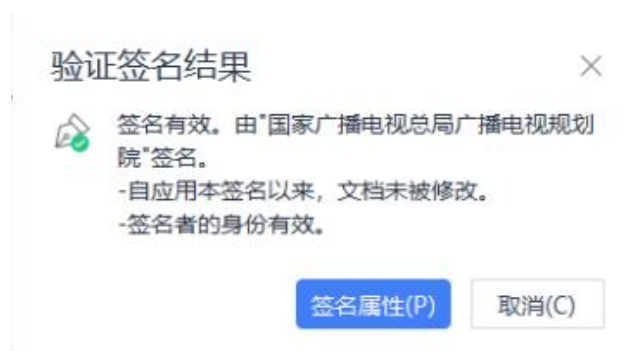 验证签名结果
签名有效。由"国家广播电视总局广播电视规划
院"签名。
-自应用本签名以来，文档未被修改。
-签名者的身份有效。
签名属性(P)
取消(C)